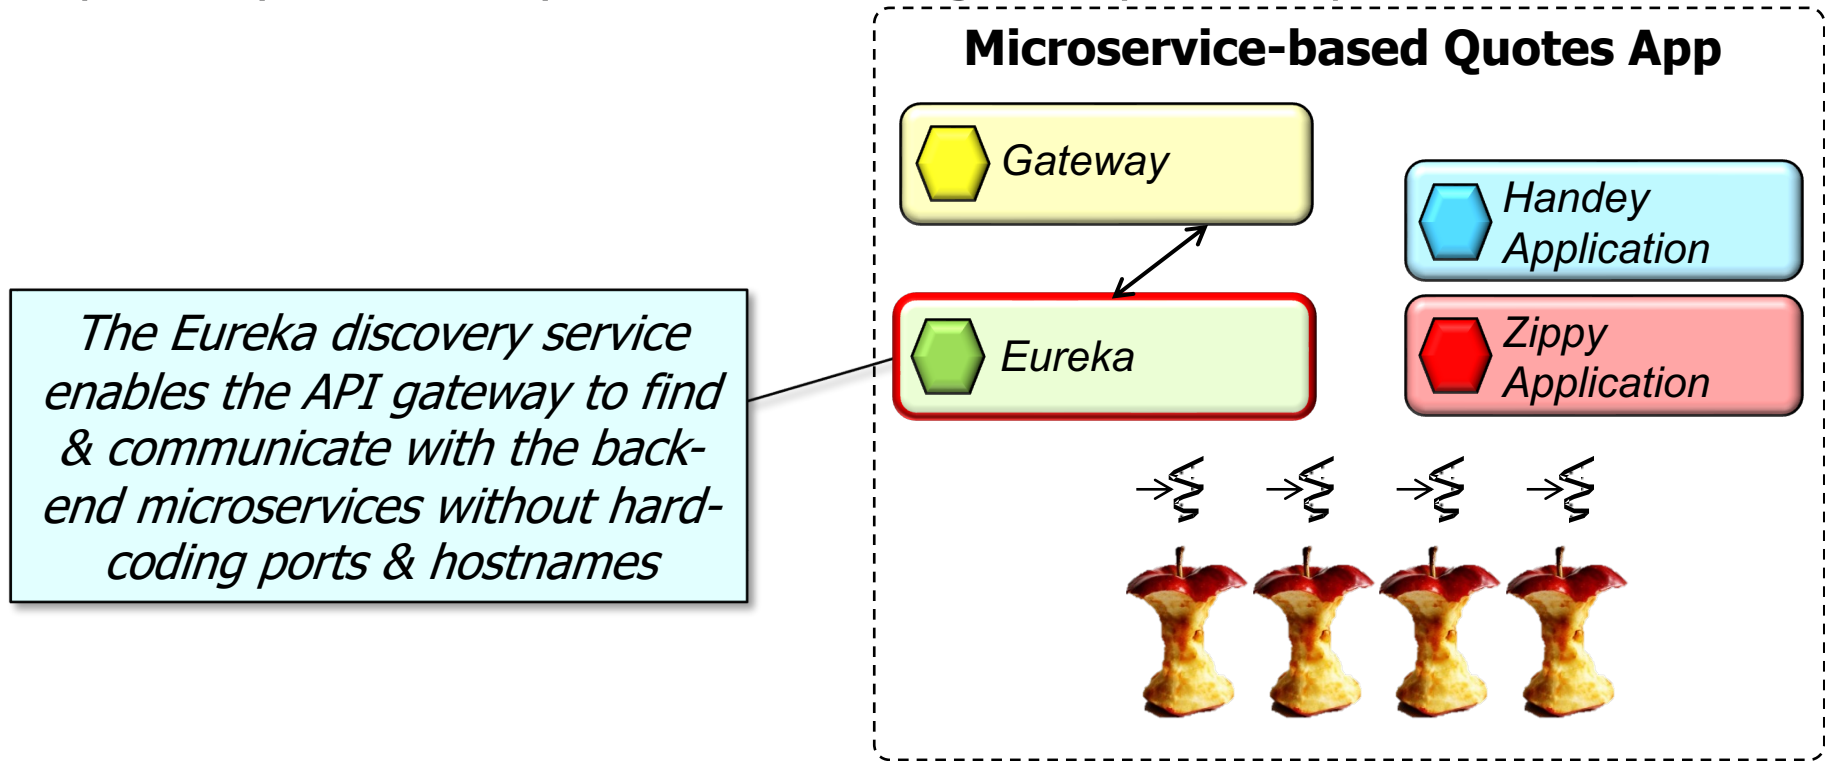 Microservice-based Quotes App
Gateway
Handey
Application
The Eureka discovery service
enables the API gateway to find
& communicate with the back-
end microservices without hard-
coding ports & hostnames
Eureka
Zippy
Application